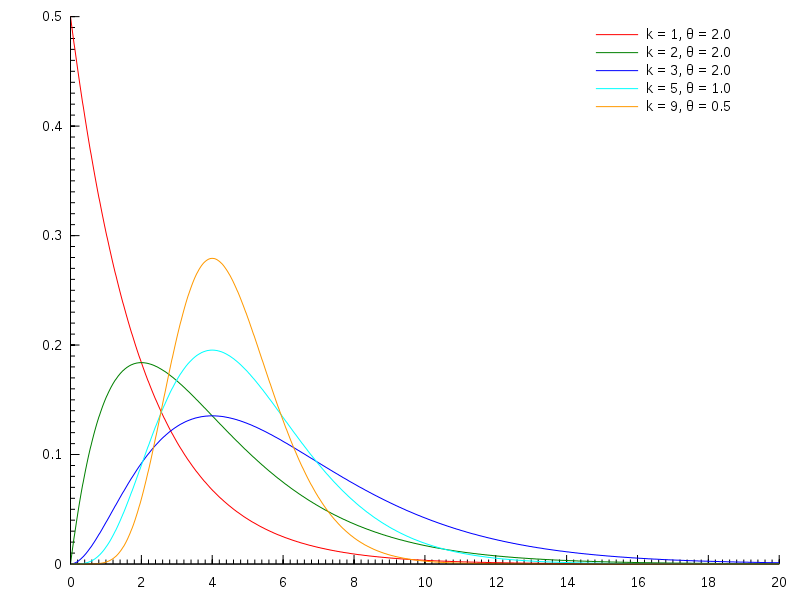 0.5
k = 1, θ = 2.0
k = 2, θ = 2.0
k = 3, θ = 2.0
k = 5, θ = 1.0
k = 9, θ = 0.5
0.4
0.3
0.2
0.1
0
0 2 4 6 8 10 12 14 16 18 20